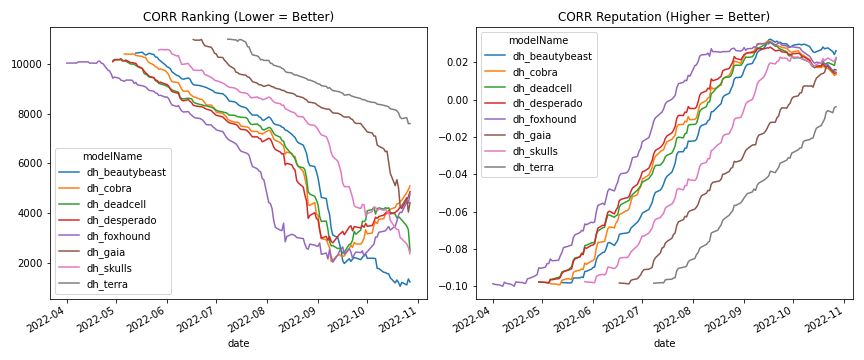 CORR Ranking (Lower = Better)
10000
8000
6000
4000
2000
modelName
dh_beautybeast
dh_cobra
dh_deadcell
dh_desperado
dh_foxhound
dh_gaia
dh_skulls
dh_terra
2022-04
2022-05
2022-06
2022-07
2022-08
2022-09
2022-10
2022-11
date
CORR Reputation (Higher = Better)
0.02
0.00
−0.02
−0.04
−0.06
−0.08
−0.10
modelName
dh_beautybeast
dh_cobra
dh_deadcell
dh_desperado
dh_foxhound
dh_gaia
dh_skulls
dh_terra
2022-04
2022-05
2022-06
2022-07
2022-08
2022-09
2022-10
2022-11
date